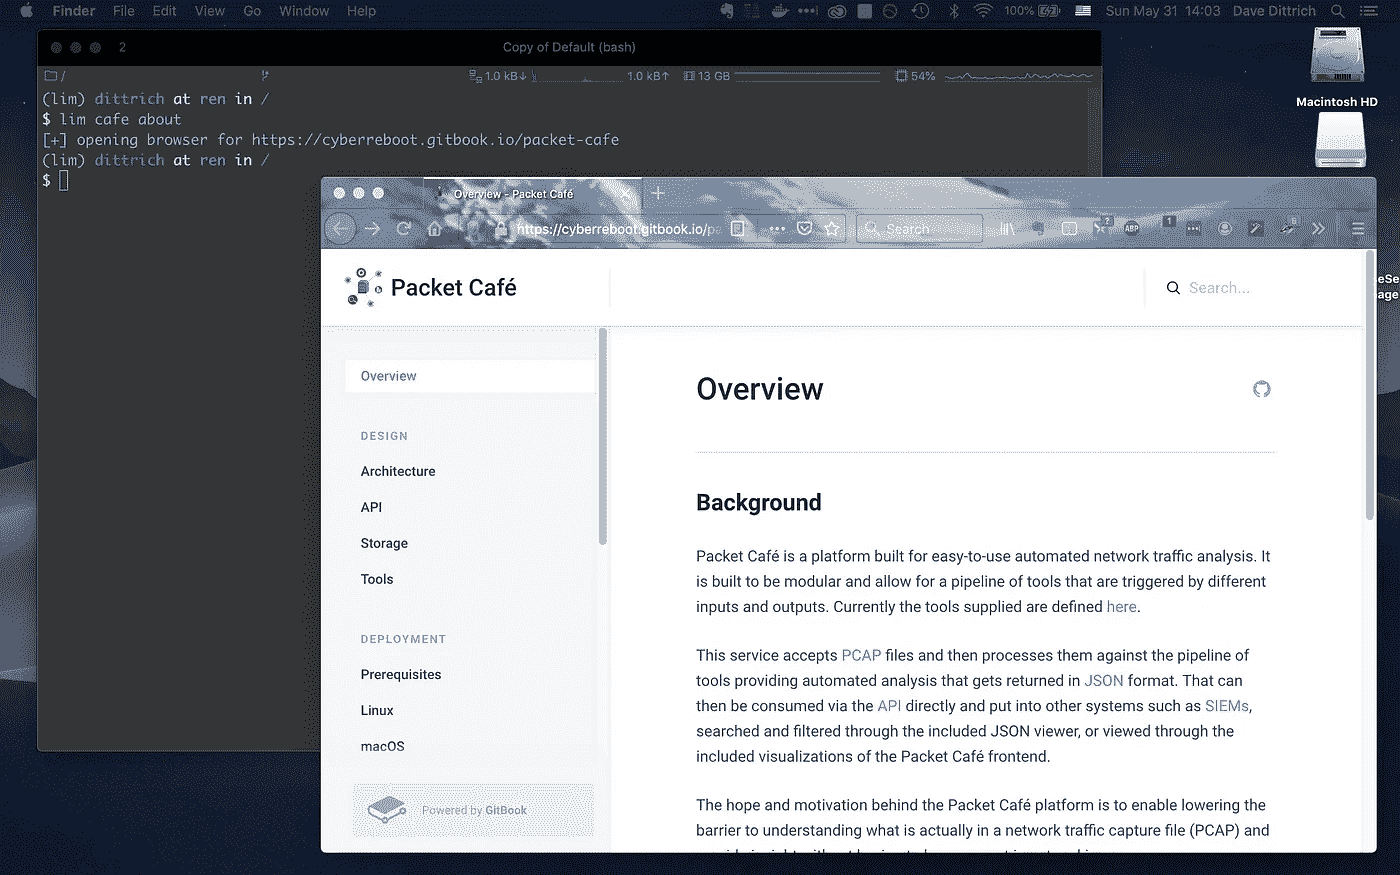 Finder File Edit View Go Window Help 100% Sun May 31 14:03 Dave Dittrich
2 Copy of Default (bash)
/ 1.0 kB↓ 1.0 kB↑ 13 GB 54%
(lim) dittrich at ren in /
$ lim cafe about
[+] opening browser for https://cyberreboot.gitbook.io/packet-cafe
(lim) dittrich at ren in /
$
Macintosh HD
Overview - Packet Café
https://cyberreboot.gitbook.io/pa
Search
ABP
Packet Café
Search...
Overview
DESIGN
Architecture
API
Storage
Tools
DEPLOYMENT
Prerequisites
Linux
macOS
Powered by GitBook
Overview
Background
Packet Café is a platform built for easy-to-use automated network traffic analysis. It
is built to be modular and allow for a pipeline of tools that are triggered by different
inputs and outputs. Currently the tools supplied are defined here.
This service accepts PCAP files and then processes them against the pipeline of
tools providing automated analysis that gets returned in JSON format. That can
then be consumed via the API directly and put into other systems such as SIEMs,
searched and filtered through the included JSON viewer, or viewed through the
included visualizations of the Packet Café frontend.
The hope and motivation behind the Packet Café platform is to enable lowering the
barrier to understanding what is actually in a network traffic capture file (PCAP) and
eSe
age